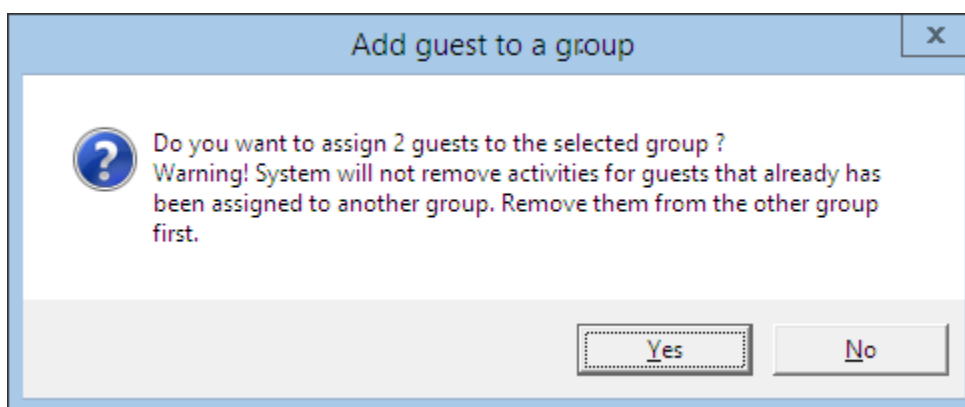 Add guest to a group
x
Do you want to assign 2 guests to the selected group ?
Warning! System will not remove activities for guests that already has
been assigned to another group. Remove them from the other group
first.
Yes
No